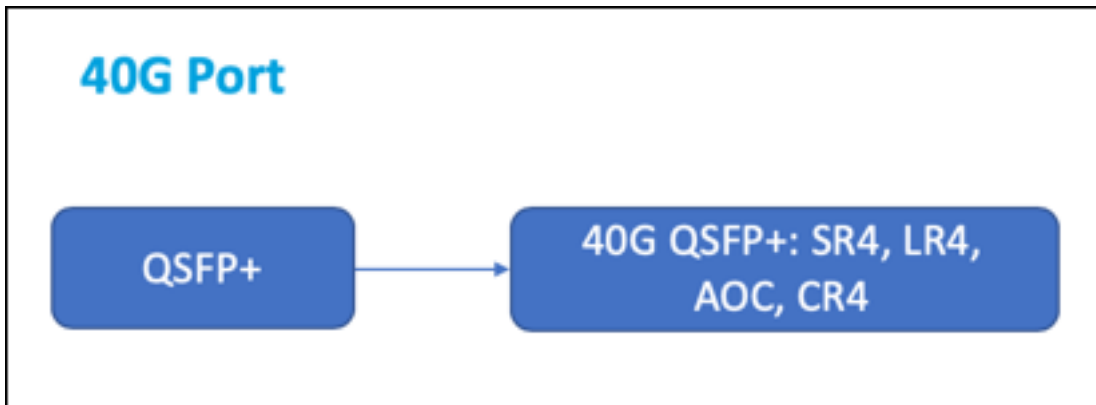 40G Port
QSFP+
40G QSFP+: SR4, LR4,
AOC, CR4